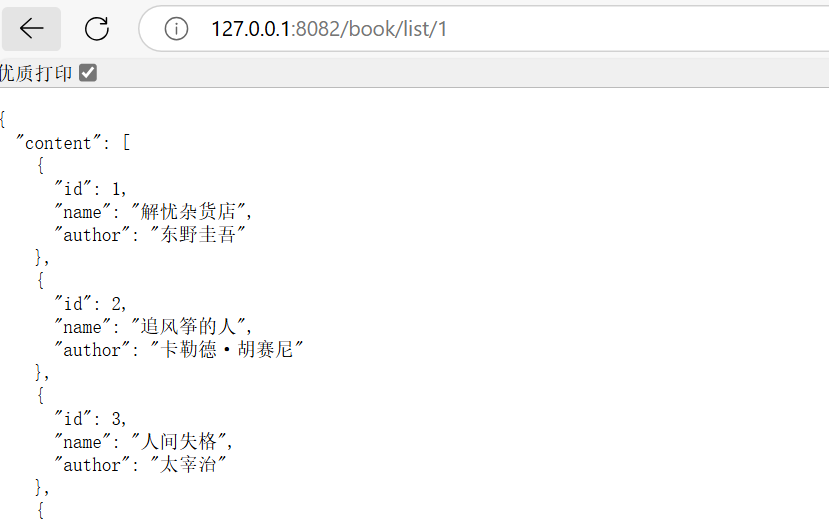 127.0.0.1:8082/book/list/1
优质打印
{
  "content": [
    {
      "id": 1,
      "name": "解忧杂货店",
      "author": "东野圭吾"
    },
    {
      "id": 2,
      "name": "追风筝的人",
      "author": "卡勒德·胡赛尼"
    },
    {
      "id": 3,
      "name": "人间失格",
      "author": "太宰治"
    },
    {